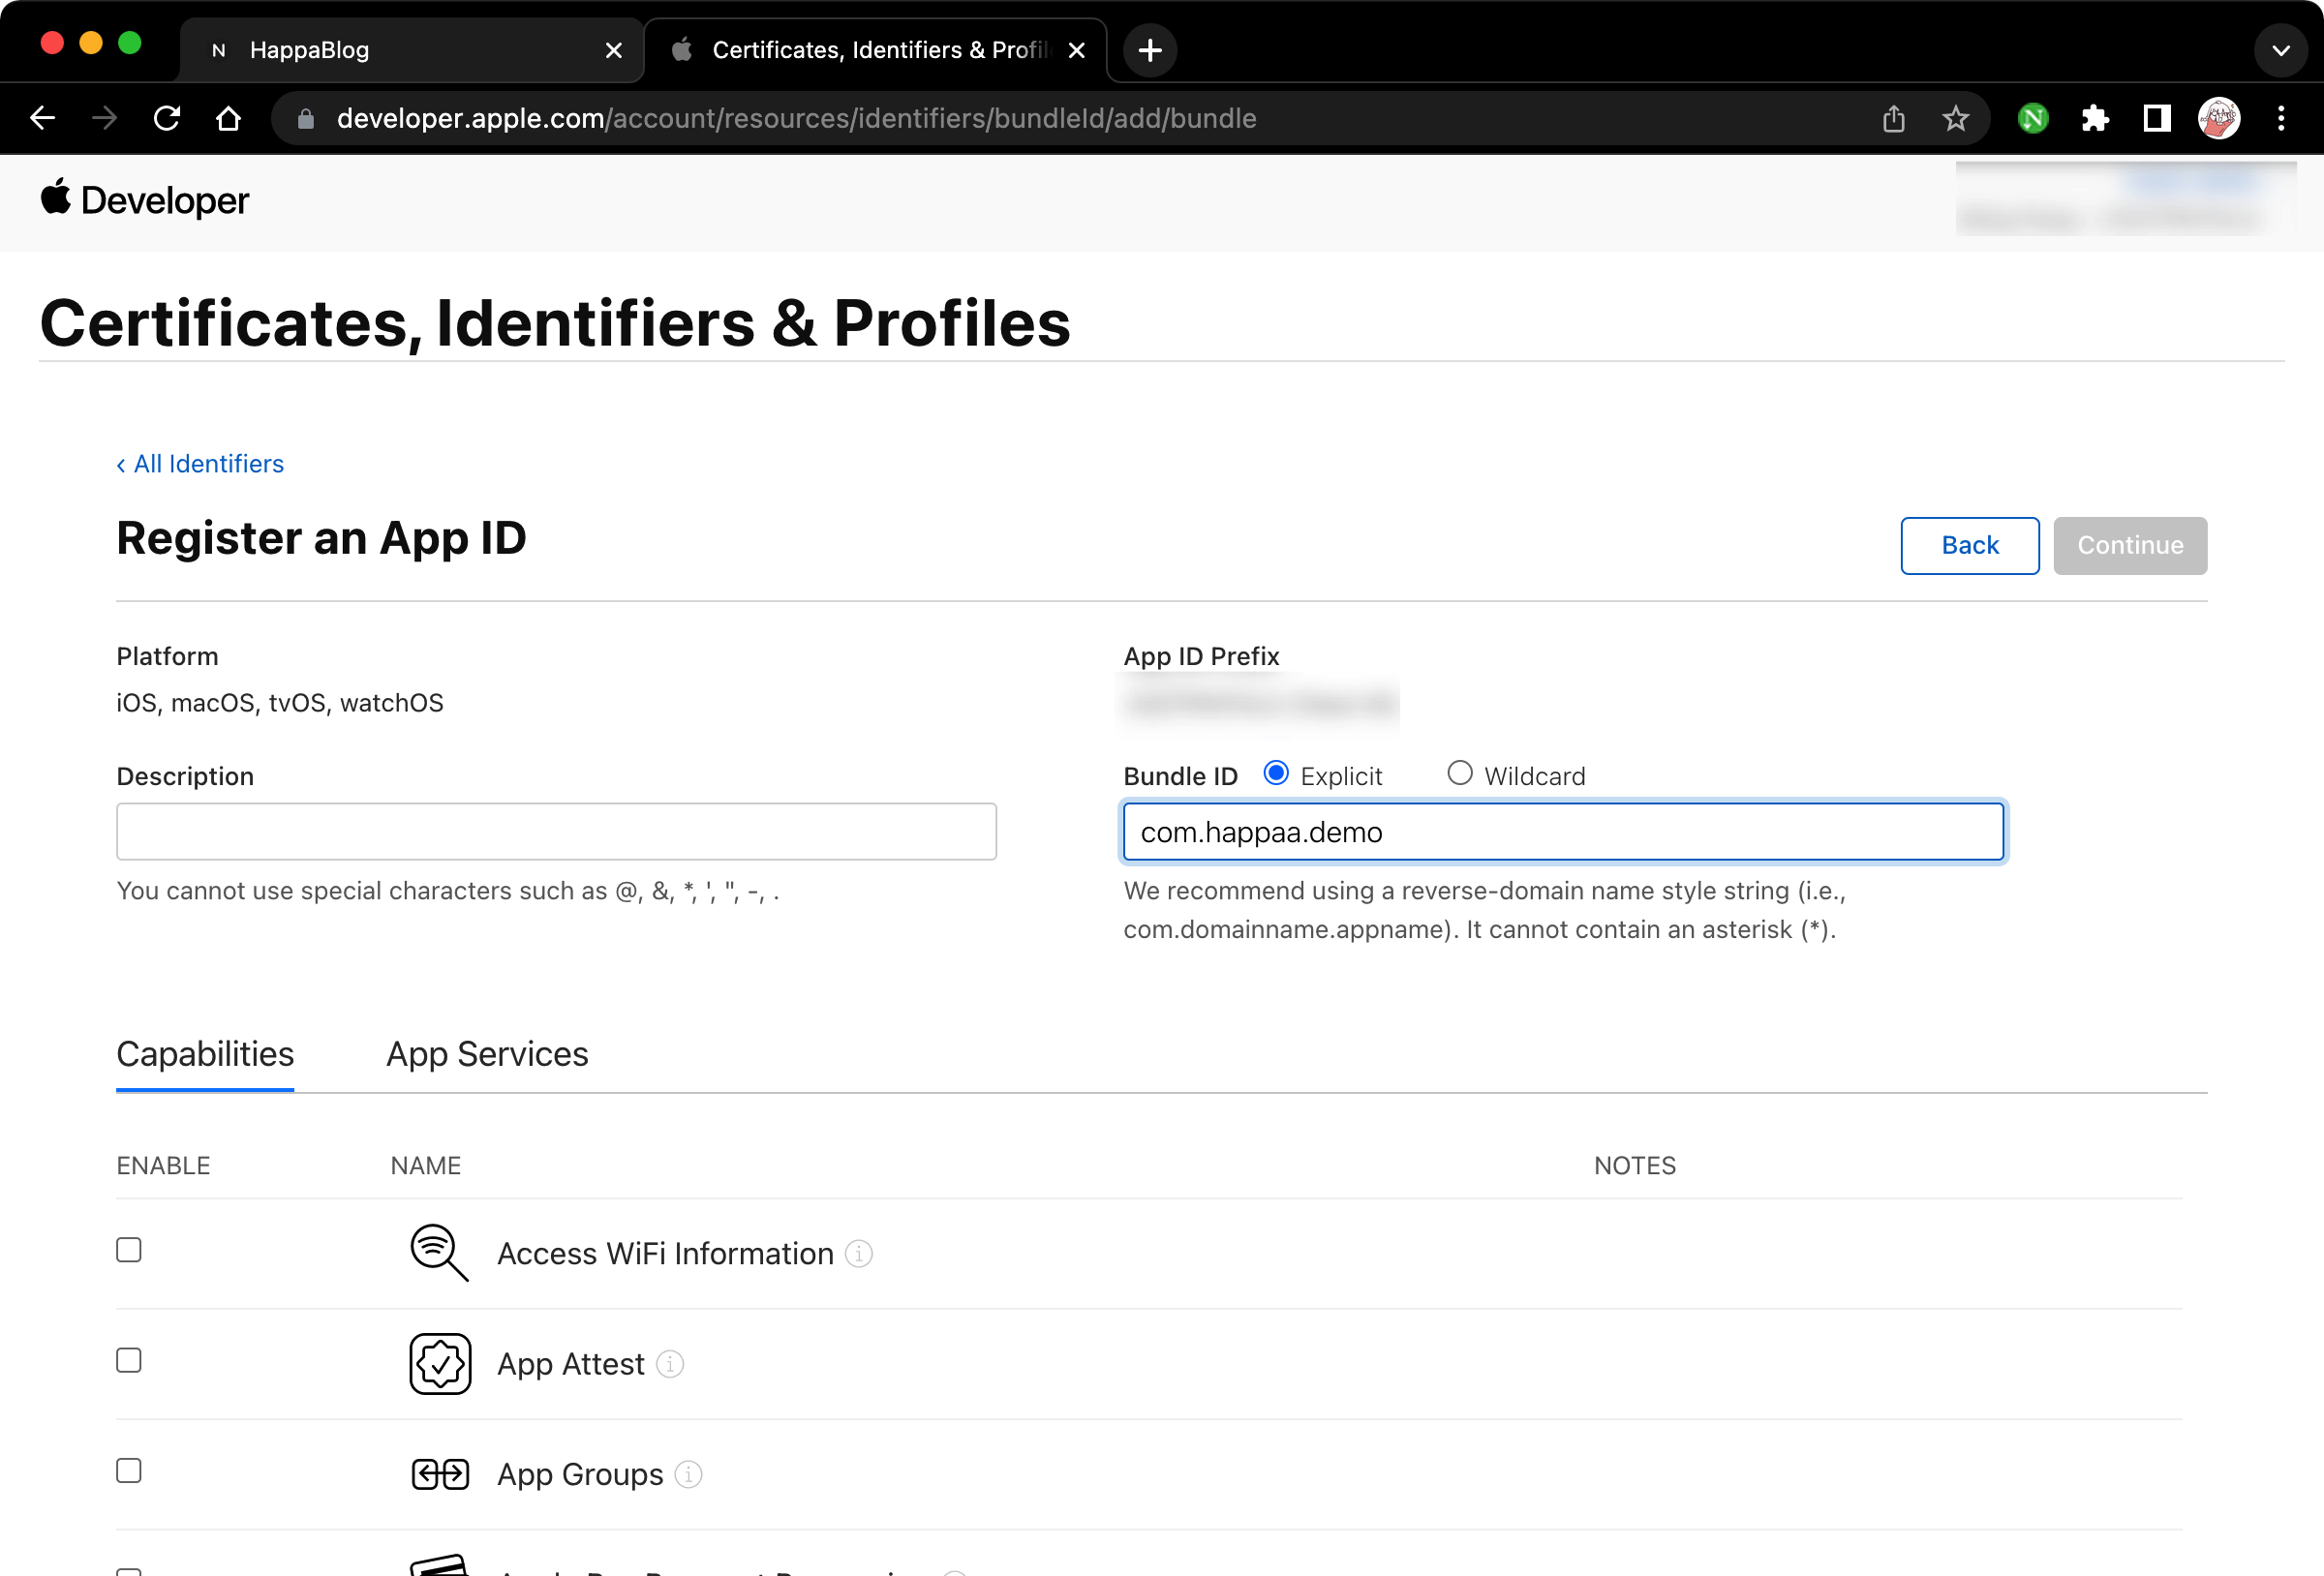 HappaBlog
Certificates, Identifiers & Profil
developer.apple.com/account/resources/identifiers/bundleId/add/bundle
Developer
Certificates, Identifiers & Profiles
‹ All Identifiers
Register an App ID
Back
Continue
Platform
App ID Prefix
iOS, macOS, tvOS, watchOS
Description
Bundle ID Explicit Wildcard
com.happaa.demo
You cannot use special characters such as @, &, *, ', ", -, .
We recommend using a reverse-domain name style string (i.e.,
com.domainname.appname). It cannot contain an asterisk (*).
Capabilities
App Services
ENABLE
NAME
NOTES
Access WiFi Information
App Attest
App Groups